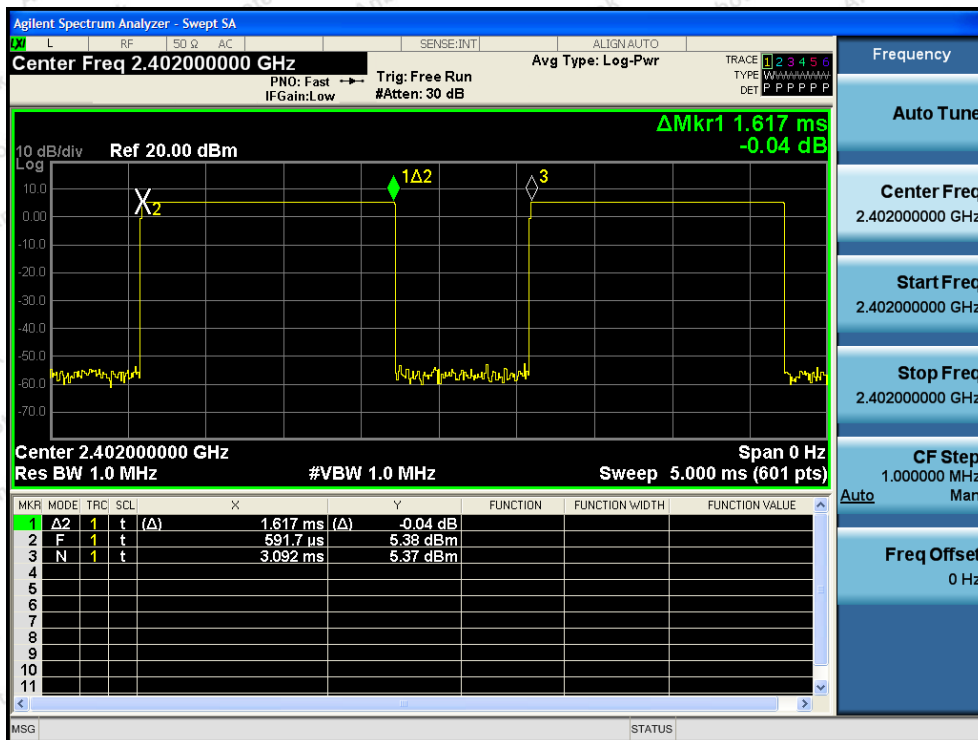 Agilent Spectrum Analyzer - Swept SA
LXI L RF 50 Ω AC SENSE:INT ALIGN AUTO
Center Freq 2.402000000 GHz
PNO: Fast
IFGain:Low
Trig: Free Run
#Atten: 30 dB
Avg Type: Log-Pwr
TRACE 1 2 3 4 5 6
TYPE W
DET P P P P P P
ΔMkr1 1.617 ms
-0.04 dB
10 dB/div Ref 20.00 dBm
Log
10.0
0.00
-10.0
-20.0
-30.0
-40.0
-50.0
-60.0
-70.0
2
1Δ2
3
Center 2.402000000 GHz Span 0 Hz
Res BW 1.0 MHz #VBW 1.0 MHz Sweep 5.000 ms (601 pts)
MKR MODE TRC SCL X Y FUNCTION FUNCTION WIDTH FUNCTION VALUE
1 Δ2 1 t (Δ) 1.617 ms (Δ) -0.04 dB
2 F 1 t 591.7 µs 5.38 dBm
3 N 1 t 3.092 ms 5.37 dBm
4
5
6
7
8
9
10
11
MSG STATUS
Frequency
Auto Tune
Center Freq
2.402000000 GHz
Start Freq
2.402000000 GHz
Stop Freq
2.402000000 GHz
CF Step
1.000000 MHz
Auto Man
Freq Offset
0 Hz